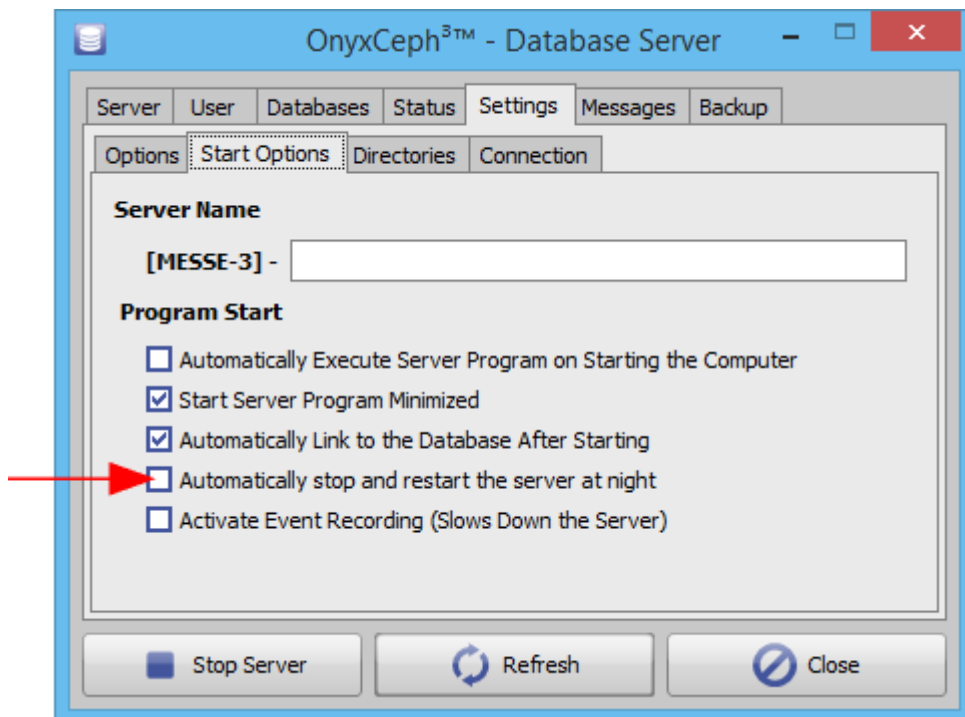 OnyxCeph³™ - Database Server
Server User Databases Status Settings Messages Backup
Options Start Options Directories Connection
Server Name
[MESSE-3] -
Program Start
Automatically Execute Server Program on Starting the Computer
Start Server Program Minimized
Automatically Link to the Database After Starting
Automatically stop and restart the server at night
Activate Event Recording (Slows Down the Server)
Stop Server Refresh Close